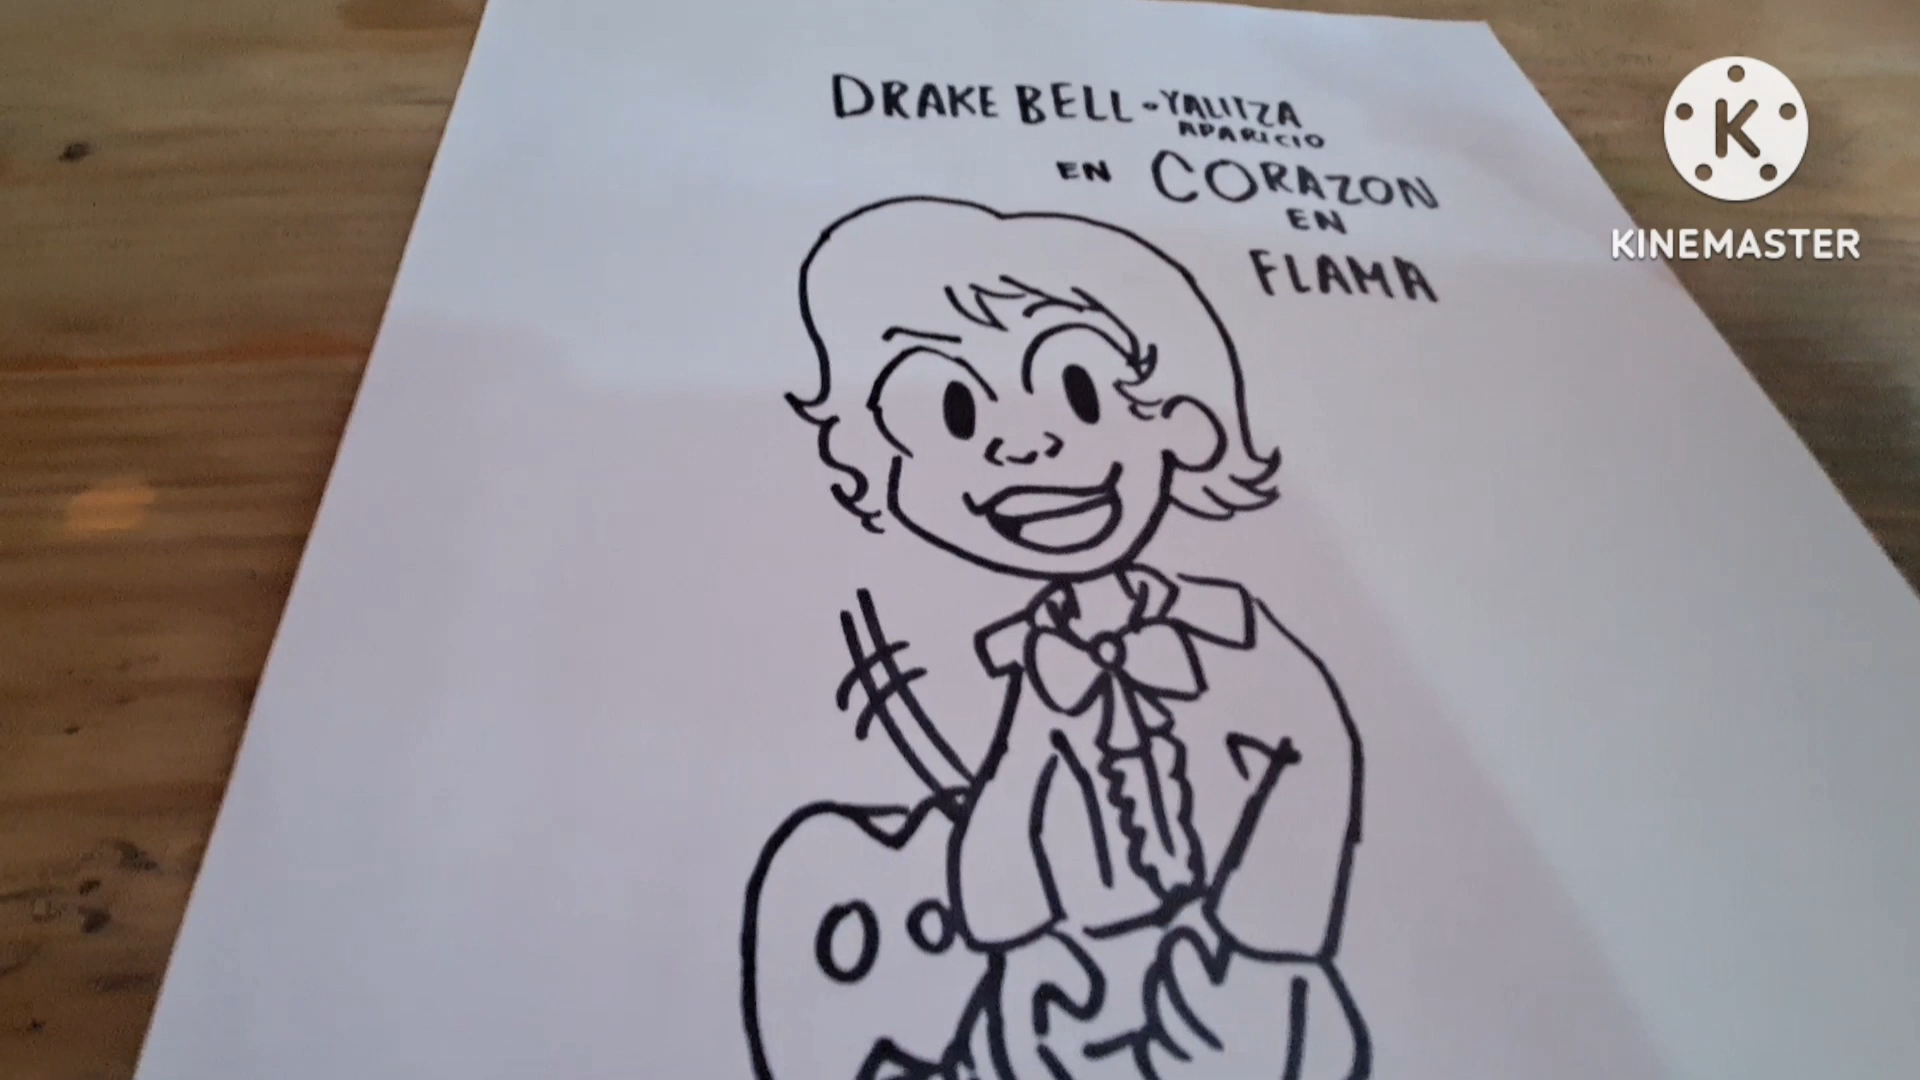 DRAKE BELL • YALITZA
APARICIO
EN CORAZON
EN
FLAMA
K
KINEMASTER